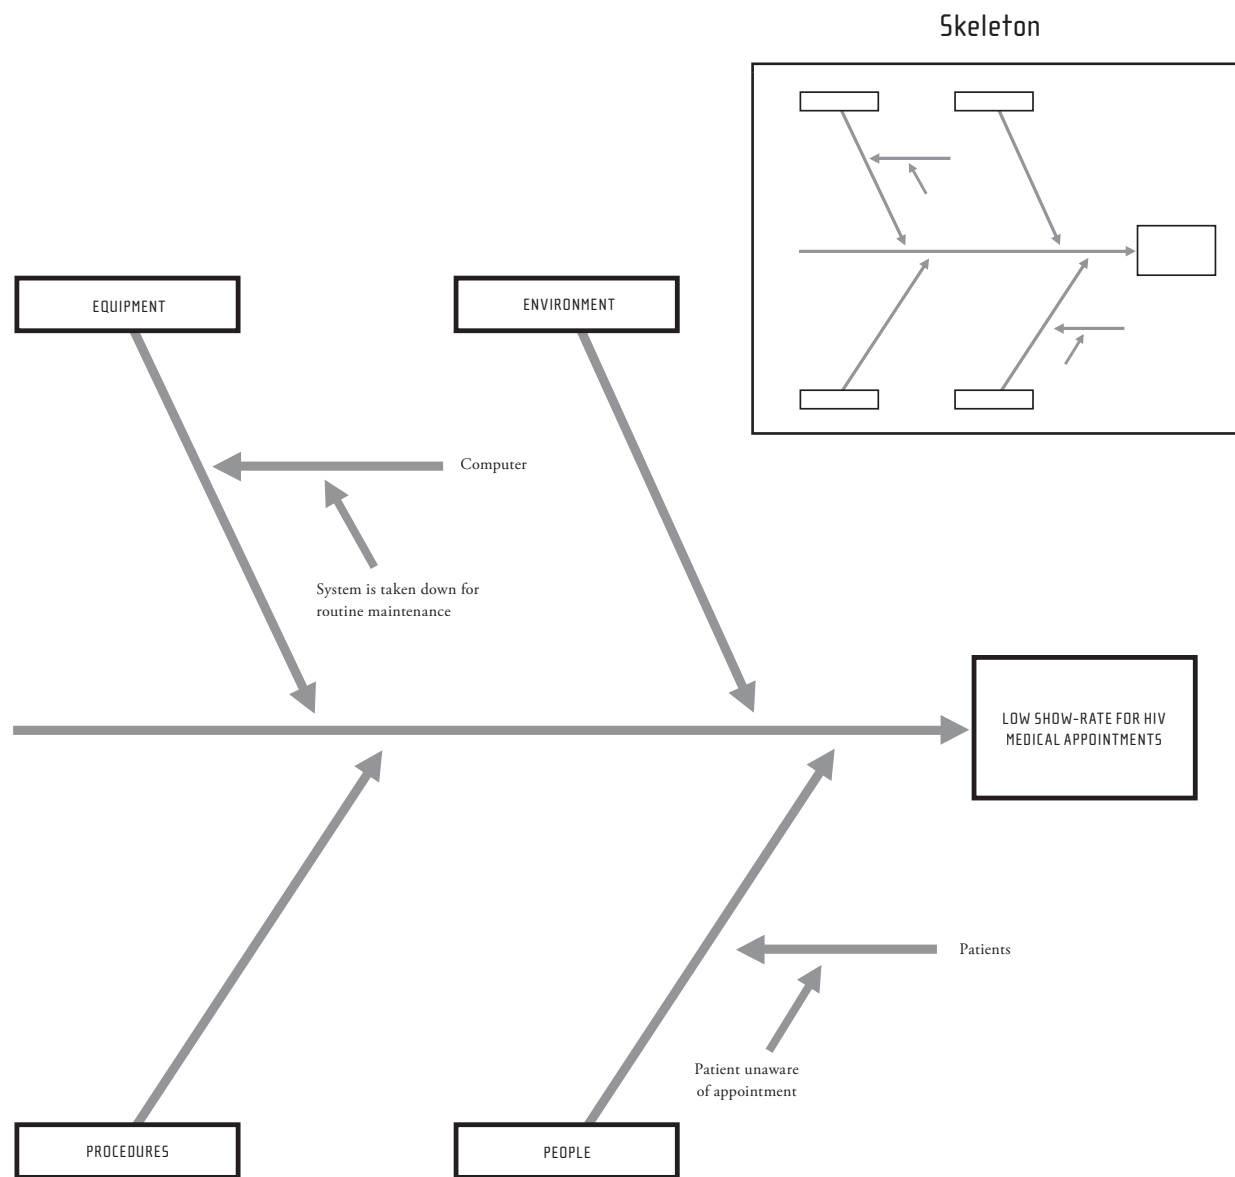 Skeleton
EQUIPMENT
ENVIRONMENT
Computer
System is taken down for
routine maintenance
LOW SHOW-RATE FOR HIV
MEDICAL APPOINTMENTS
Patients
Patient unaware
of appointment
PROCEDURES
PEOPLE